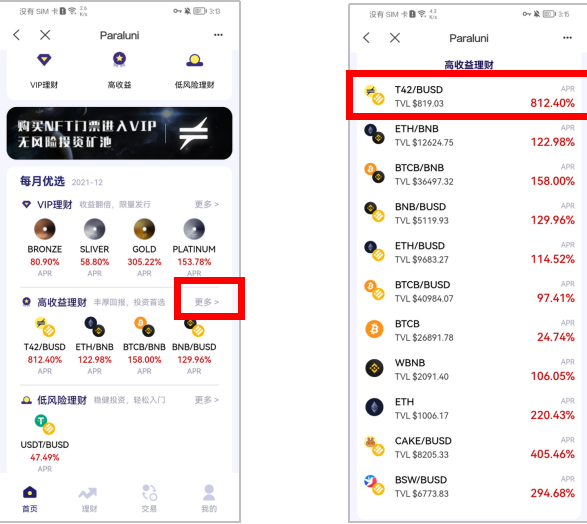 没有 SIM 卡 2.6 K/s 3:13
Paraluni
VIP理财 高收益 低风险理财
购买NFT门票进入VIP
无风险投资矿池
每月优选 2021-12
VIP理财 收益翻倍，限量发行 更多 >
BRONZE SLIVER GOLD PLATINUM
80.90% 58.80% 305.22% 153.78%
APR APR APR APR
高收益理财 丰厚回报，投资首选 更多 >
T42/BUSD ETH/BNB BTCB/BNB BNB/BUSD
812.40% 122.98% 158.00% 129.96%
APR APR APR APR
低风险理财 稳健投资，轻松入门 更多 >
USDT/BUSD
47.49%
APR
首页 理财 交易 我的
没有 SIM 卡 4.3 K/s 3:15
Paraluni
高收益理财
T42/BUSD APR
TVL $819.03 812.40%
ETH/BNB APR
TVL $12624.75 122.98%
BTCB/BNB APR
TVL $36497.32 158.00%
BNB/BUSD APR
TVL $5119.93 129.96%
ETH/BUSD APR
TVL $9683.27 114.52%
BTCB/BUSD APR
TVL $40984.07 97.41%
BTCB APR
TVL $26891.78 24.74%
WBNB APR
TVL $2091.40 106.05%
ETH APR
TVL $1006.17 220.43%
CAKE/BUSD APR
TVL $8205.33 405.46%
BSW/BUSD APR
TVL $6773.83 294.68%